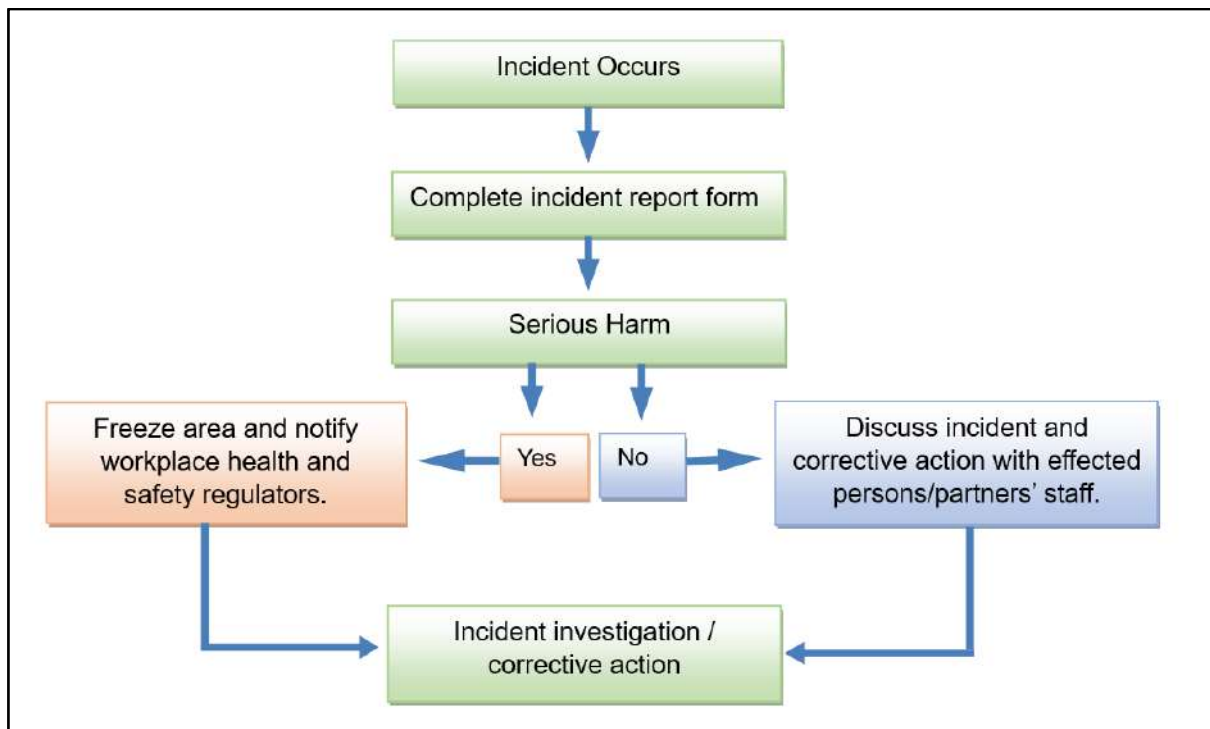 Incident Occurs
Complete incident report form
Serious Harm
Yes
No
Freeze area and notify
workplace health and
safety regulators.
Discuss incident and
corrective action with effected
persons/partners’ staff.
Incident investigation /
corrective action